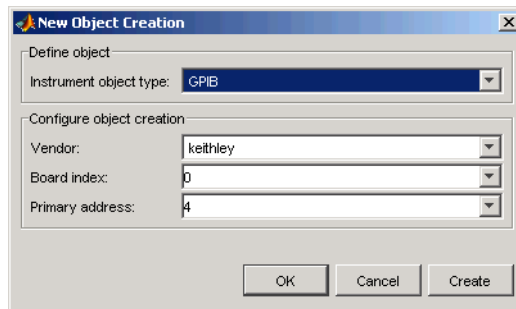 New Object Creation
Define object
Instrument object type: GPIB
Configure object creation
Vendor: keithley
Board index: 0
Primary address: 4
OK Cancel Create